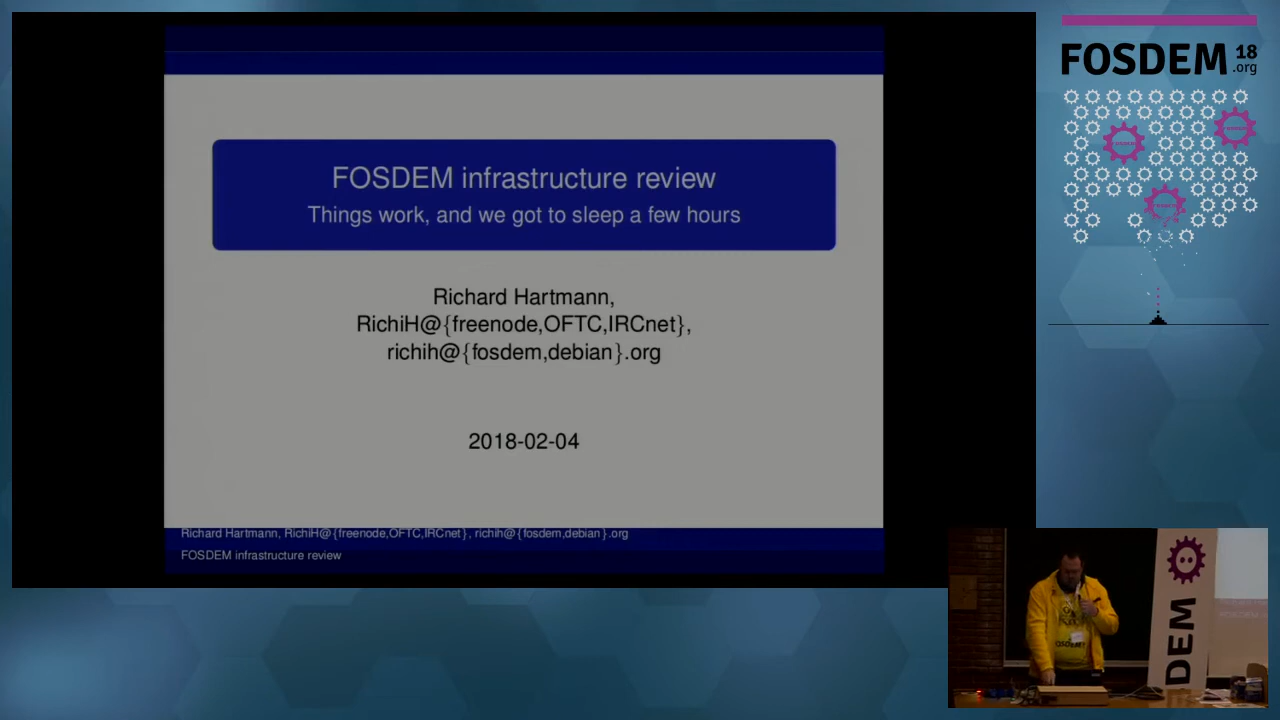 FOSDEM infrastructure review
Things work, and we got to sleep a few hours
Richard Hartmann,
RichiH@{freenode,OFTC,IRCnet},
richih@{fosdem,debian}.org
2018-02-04
Richard Hartmann, RichiH@{freenode,OFTC,IRCnet}, richih@{fosdem,debian}.org
FOSDEM infrastructure review
FOSDEM 18
.org
DEM